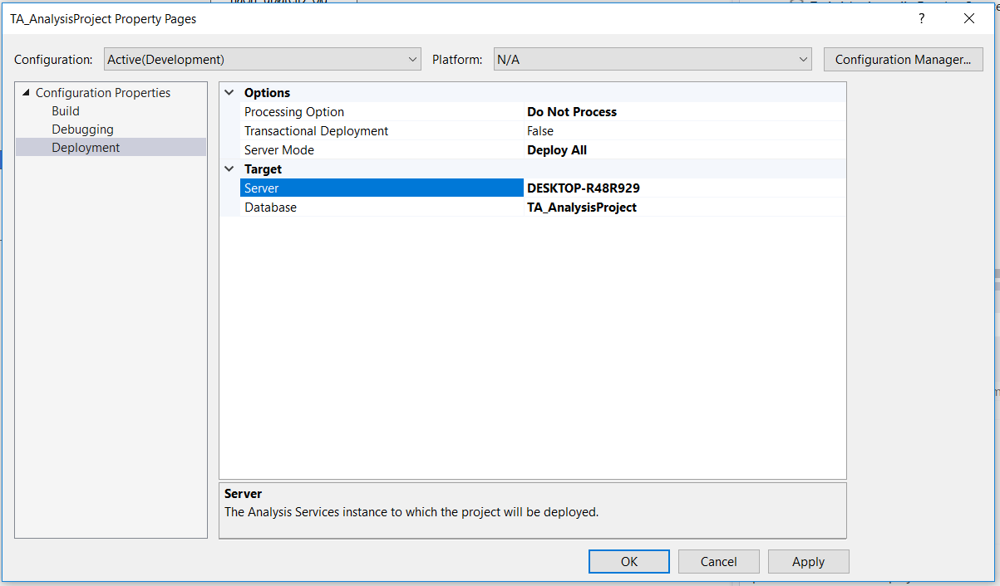 TA_AnalysisProject Property Pages
?
Configuration: Active(Development) Platform: N/A Configuration Manager...
Configuration Properties
Build
Debugging
Deployment
Options
Processing Option Do Not Process
Transactional Deployment False
Server Mode Deploy All
Target
Server DESKTOP-R48R929
Database TA_AnalysisProject
Server
The Analysis Services instance to which the project will be deployed.
OK Cancel Apply